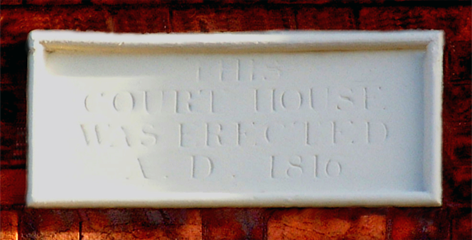 THIS
COURT HOUSE
WAS ERECTED
A. D. 1816